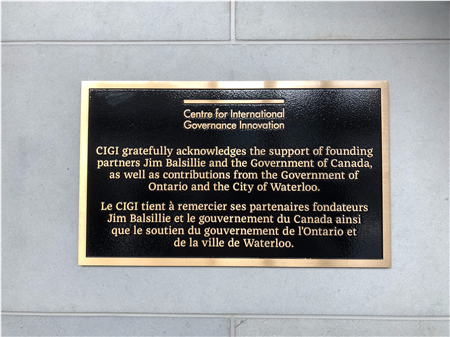 Centre for International
Governance Innovation
CIGI gratefully acknowledges the support of founding
partners Jim Balsillie and the Government of Canada,
as well as contributions from the Government of
Ontario and the City of Waterloo.
Le CIGI tient à remercier ses partenaires fondateurs
Jim Balsillie et le gouvernement du Canada ainsi
que le soutien du gouvernement de l'Ontario et
de la ville de Waterloo.